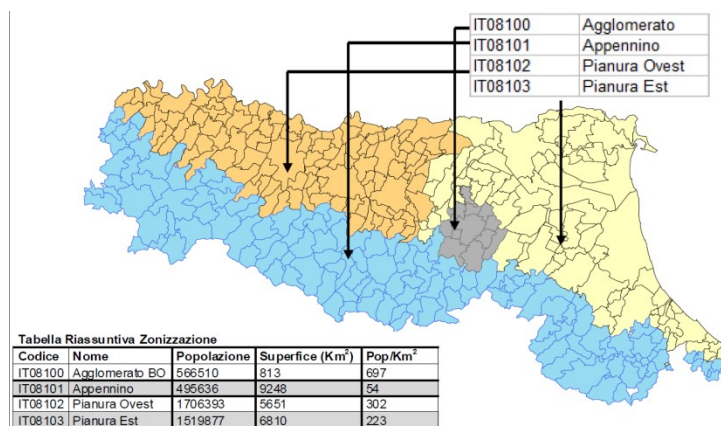 IT08100 Agglomerato
IT08101 Appennino
IT08102 Pianura Ovest
IT08103 Pianura Est
Tabella Riassuntiva Zonizzazione
Codice Nome Popolazione Superfice (Km²) Pop/Km²
IT08100 Agglomerato BO 566510 813 697
IT08101 Appennino 495636 9248 54
IT08102 Pianura Ovest 1706393 5651 302
IT08103 Pianura Est 1519877 6810 223